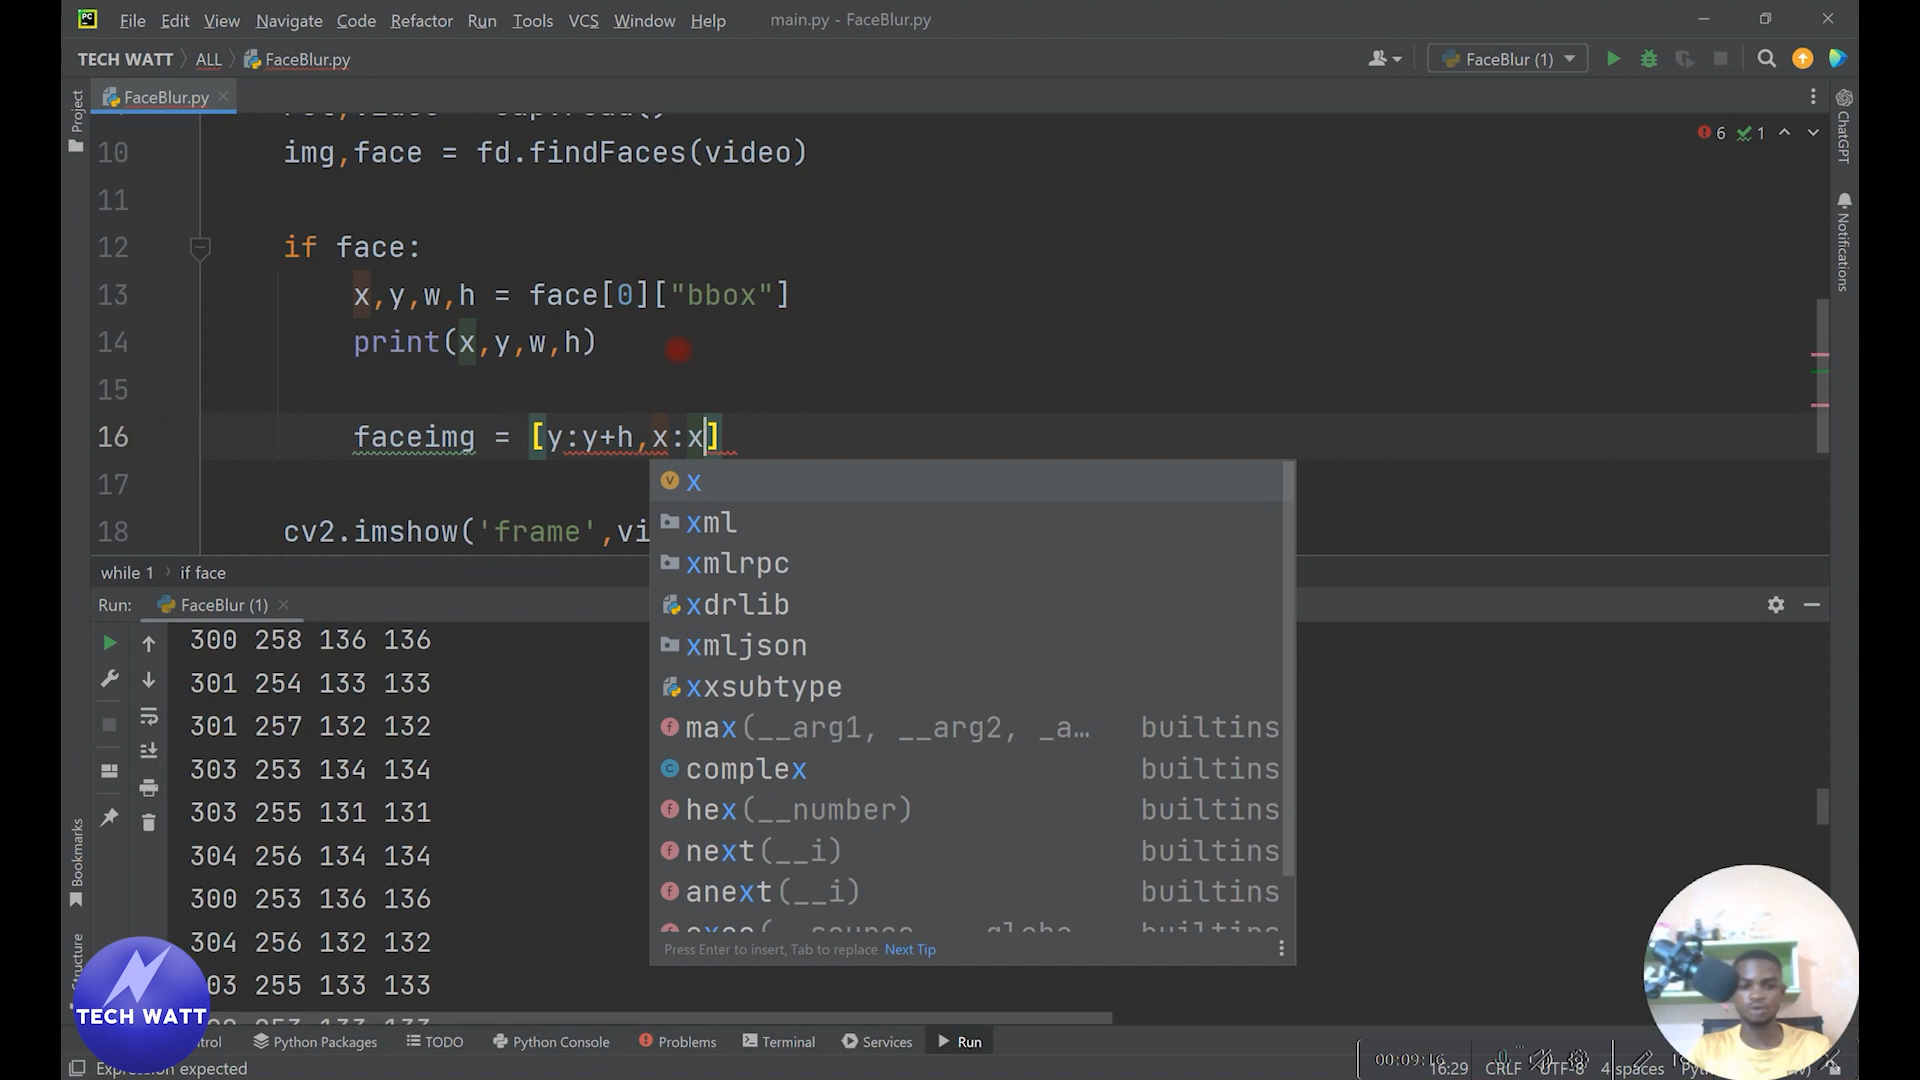 PC File Edit View Navigate Code Refactor Run Tools VCS Window Help main.py - FaceBlur.py
TECH WATT ALL FaceBlur.py FaceBlur (1)
FaceBlur.py
6 1
10 img,face = fd.findFaces(video)
11
12 if face:
13 x,y,w,h = face[0]["bbox"]
14 print(x,y,w,h)
15
16 faceimg = [y:y+h,x:x]
17
18 cv2.imshow('frame',vi
x
xml
xmlrpc
xdrlib
xmljson
xxsubtype
max(__arg1, __arg2, _a… builtins
complex builtins
hex(__number) builtins
next(__i) builtins
anext(__i) builtins
Press Enter to insert, Tab to replace Next Tip
while 1 if face
Run: FaceBlur (1)
300 258 136 136
301 254 133 133
301 257 132 132
303 253 134 134
303 255 131 131
304 256 134 134
300 253 136 136
304 256 132 132
03 255 133 133
Project
Bookmarks
Structure
ChatGPT
Notifications
TECH WATT
Python Packages TODO Python Console Problems Terminal Services Run
Expression expected
00:09:16
16:29 CRLF UTF-8 4 spaces